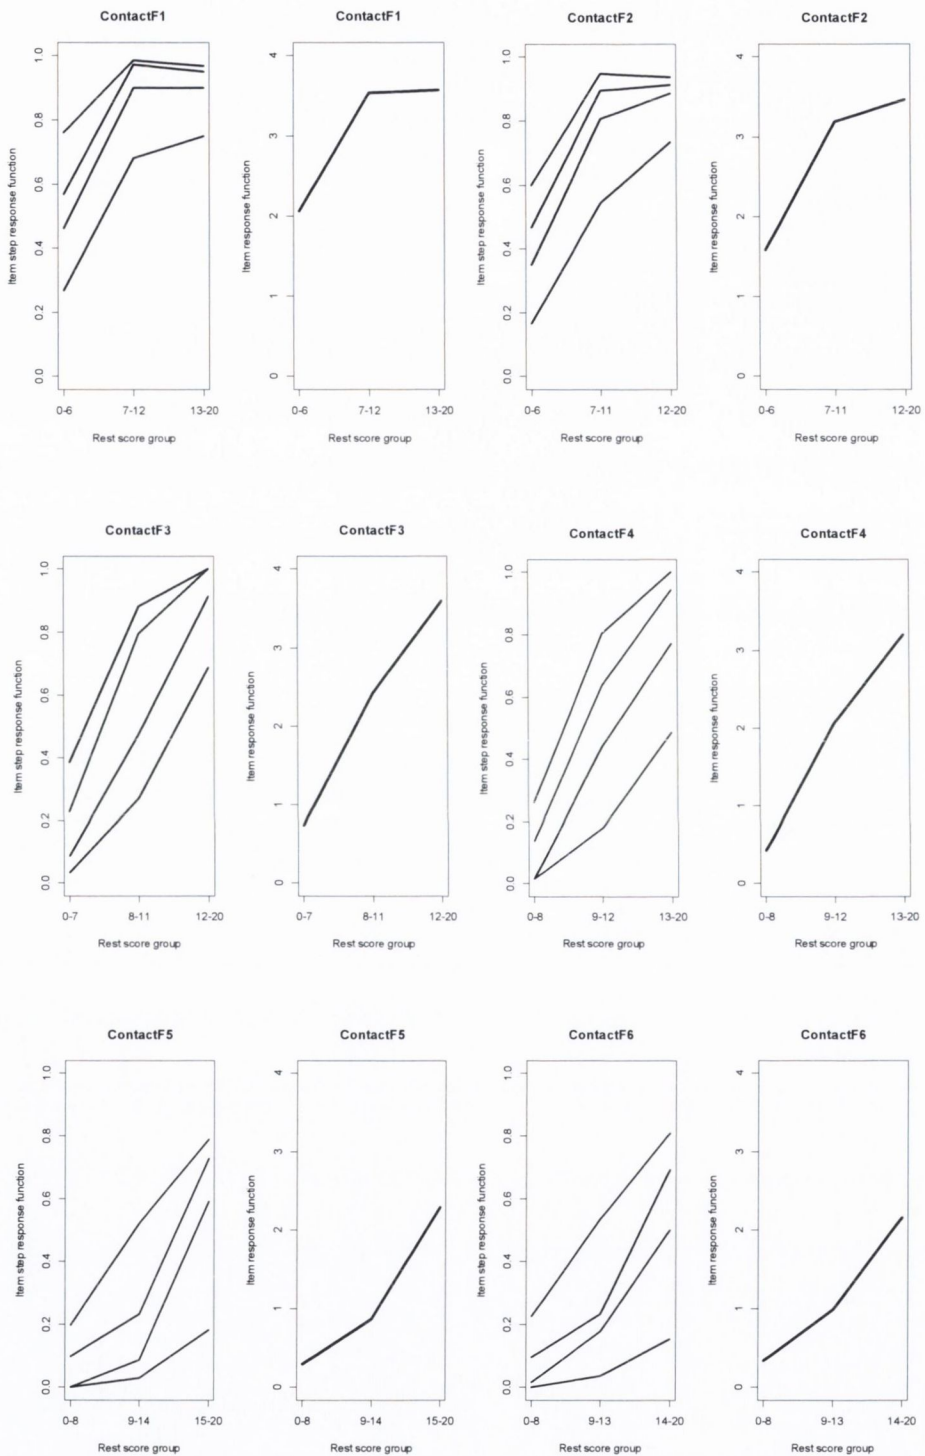 ContactF1
Item step response function
0.0 0.2 0.4 0.6 0.8 1.0
0-6 7-12 13-20
Rest score group
ContactF1
Item response function
0 1 2 3 4
0-6 7-12 13-20
Rest score group
ContactF2
Item step response function
0.0 0.2 0.4 0.6 0.8 1.0
0-6 7-11 12-20
Rest score group
ContactF2
Item response function
0 1 2 3 4
0-6 7-11 12-20
Rest score group
ContactF3
Item step response function
0.0 0.2 0.4 0.6 0.8 1.0
0-7 8-11 12-20
Rest score group
ContactF3
Item response function
0 1 2 3 4
0-7 8-11 12-20
Rest score group
ContactF4
Item step response function
0.0 0.2 0.4 0.6 0.8 1.0
0-8 9-12 13-20
Rest score group
ContactF4
Item response function
0 1 2 3 4
0-8 9-12 13-20
Rest score group
ContactF5
Item step response function
0.0 0.2 0.4 0.6 0.8 1.0
0-8 9-14 15-20
Rest score group
ContactF5
Item response function
0 1 2 3 4
0-8 9-14 15-20
Rest score group
ContactF6
Item step response function
0.0 0.2 0.4 0.6 0.8 1.0
0-8 9-13 14-20
Rest score group
ContactF6
Item response function
0 1 2 3 4
0-8 9-13 14-20
Rest score group